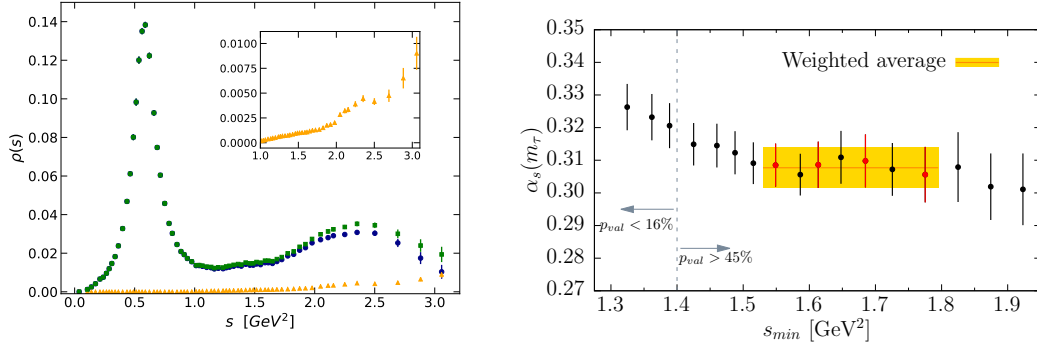 0.14
0.12
0.10
0.08
0.06
0.04
0.02
0.00
ρ(s)
0.0 0.5 1.0 1.5 2.0 2.5 3.0
s [GeV²]
0.0100
0.0075
0.0050
0.0025
0.0000
1.0 1.5 2.0 2.5 3.0
0.35
0.34
0.33
0.32
0.31
0.30
0.29
0.28
0.27
αₛ(m_τ)
Weighted average
p_val < 16%
p_val > 45%
1.3 1.4 1.5 1.6 1.7 1.8 1.9
s_min [GeV²]